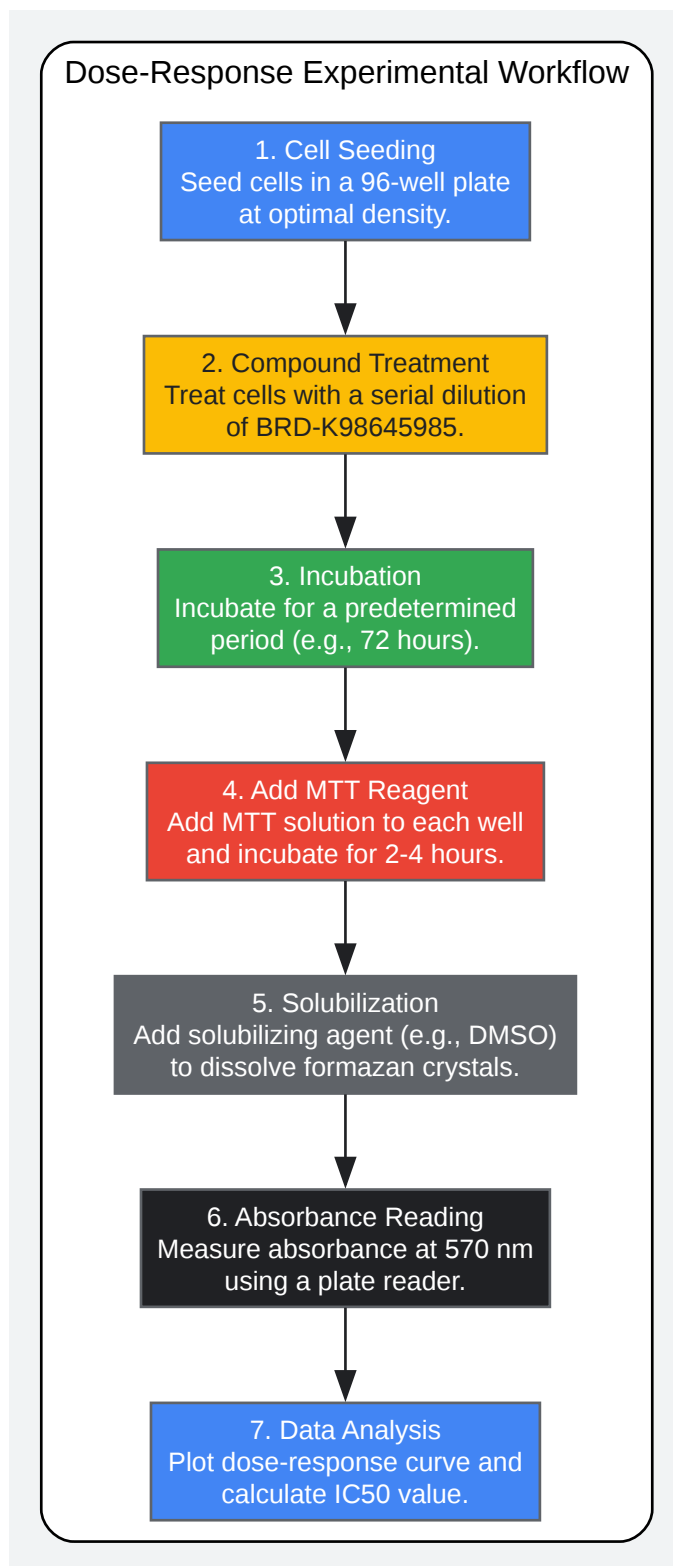 Dose-Response Experimental Workflow
1. Cell Seeding
Seed cells in a 96-well plate
at optimal density.
2. Compound Treatment
Treat cells with a serial dilution
of BRD-K98645985.
3. Incubation
Incubate for a predetermined
period (e.g., 72 hours).
4. Add MTT Reagent
Add MTT solution to each well
and incubate for 2-4 hours.
5. Solubilization
Add solubilizing agent (e.g., DMSO)
to dissolve formazan crystals.
6. Absorbance Reading
Measure absorbance at 570 nm
using a plate reader.
7. Data Analysis
Plot dose-response curve and
calculate IC50 value.